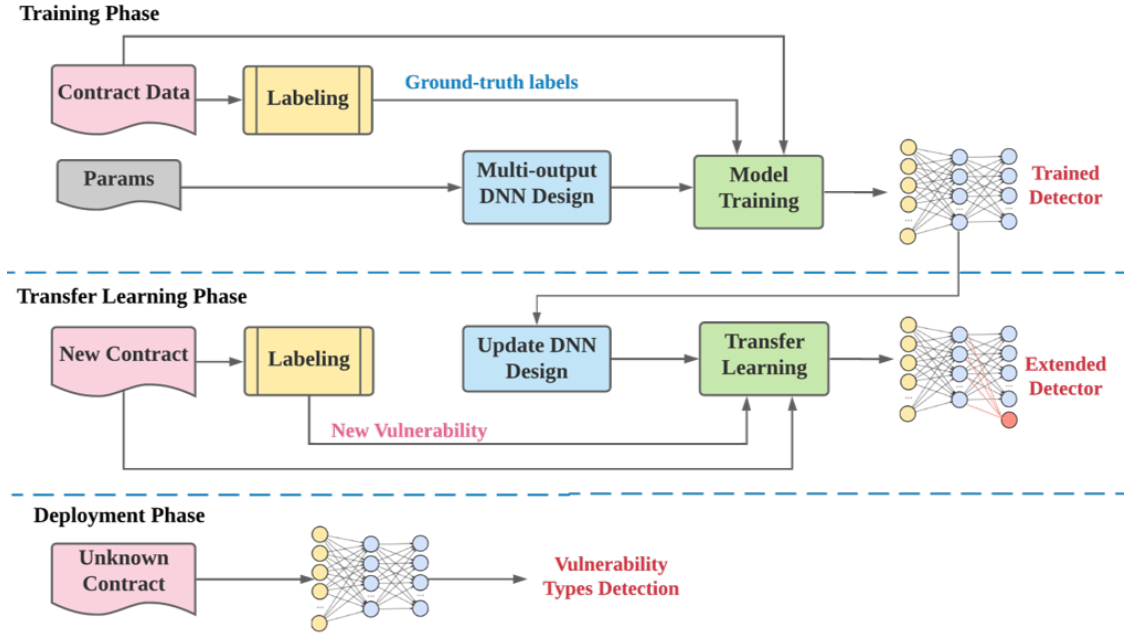 Training Phase
Contract Data
Labeling
Ground-truth labels
Params
Multi-output
DNN Design
Model
Training
...
...
...
Trained
Detector
Transfer Learning Phase
New Contract
Labeling
New Vulnerability
Update DNN
Design
Transfer
Learning
...
...
...
Extended
Detector
Deployment Phase
Unknown
Contract
...
...
...
Vulnerability
Types Detection